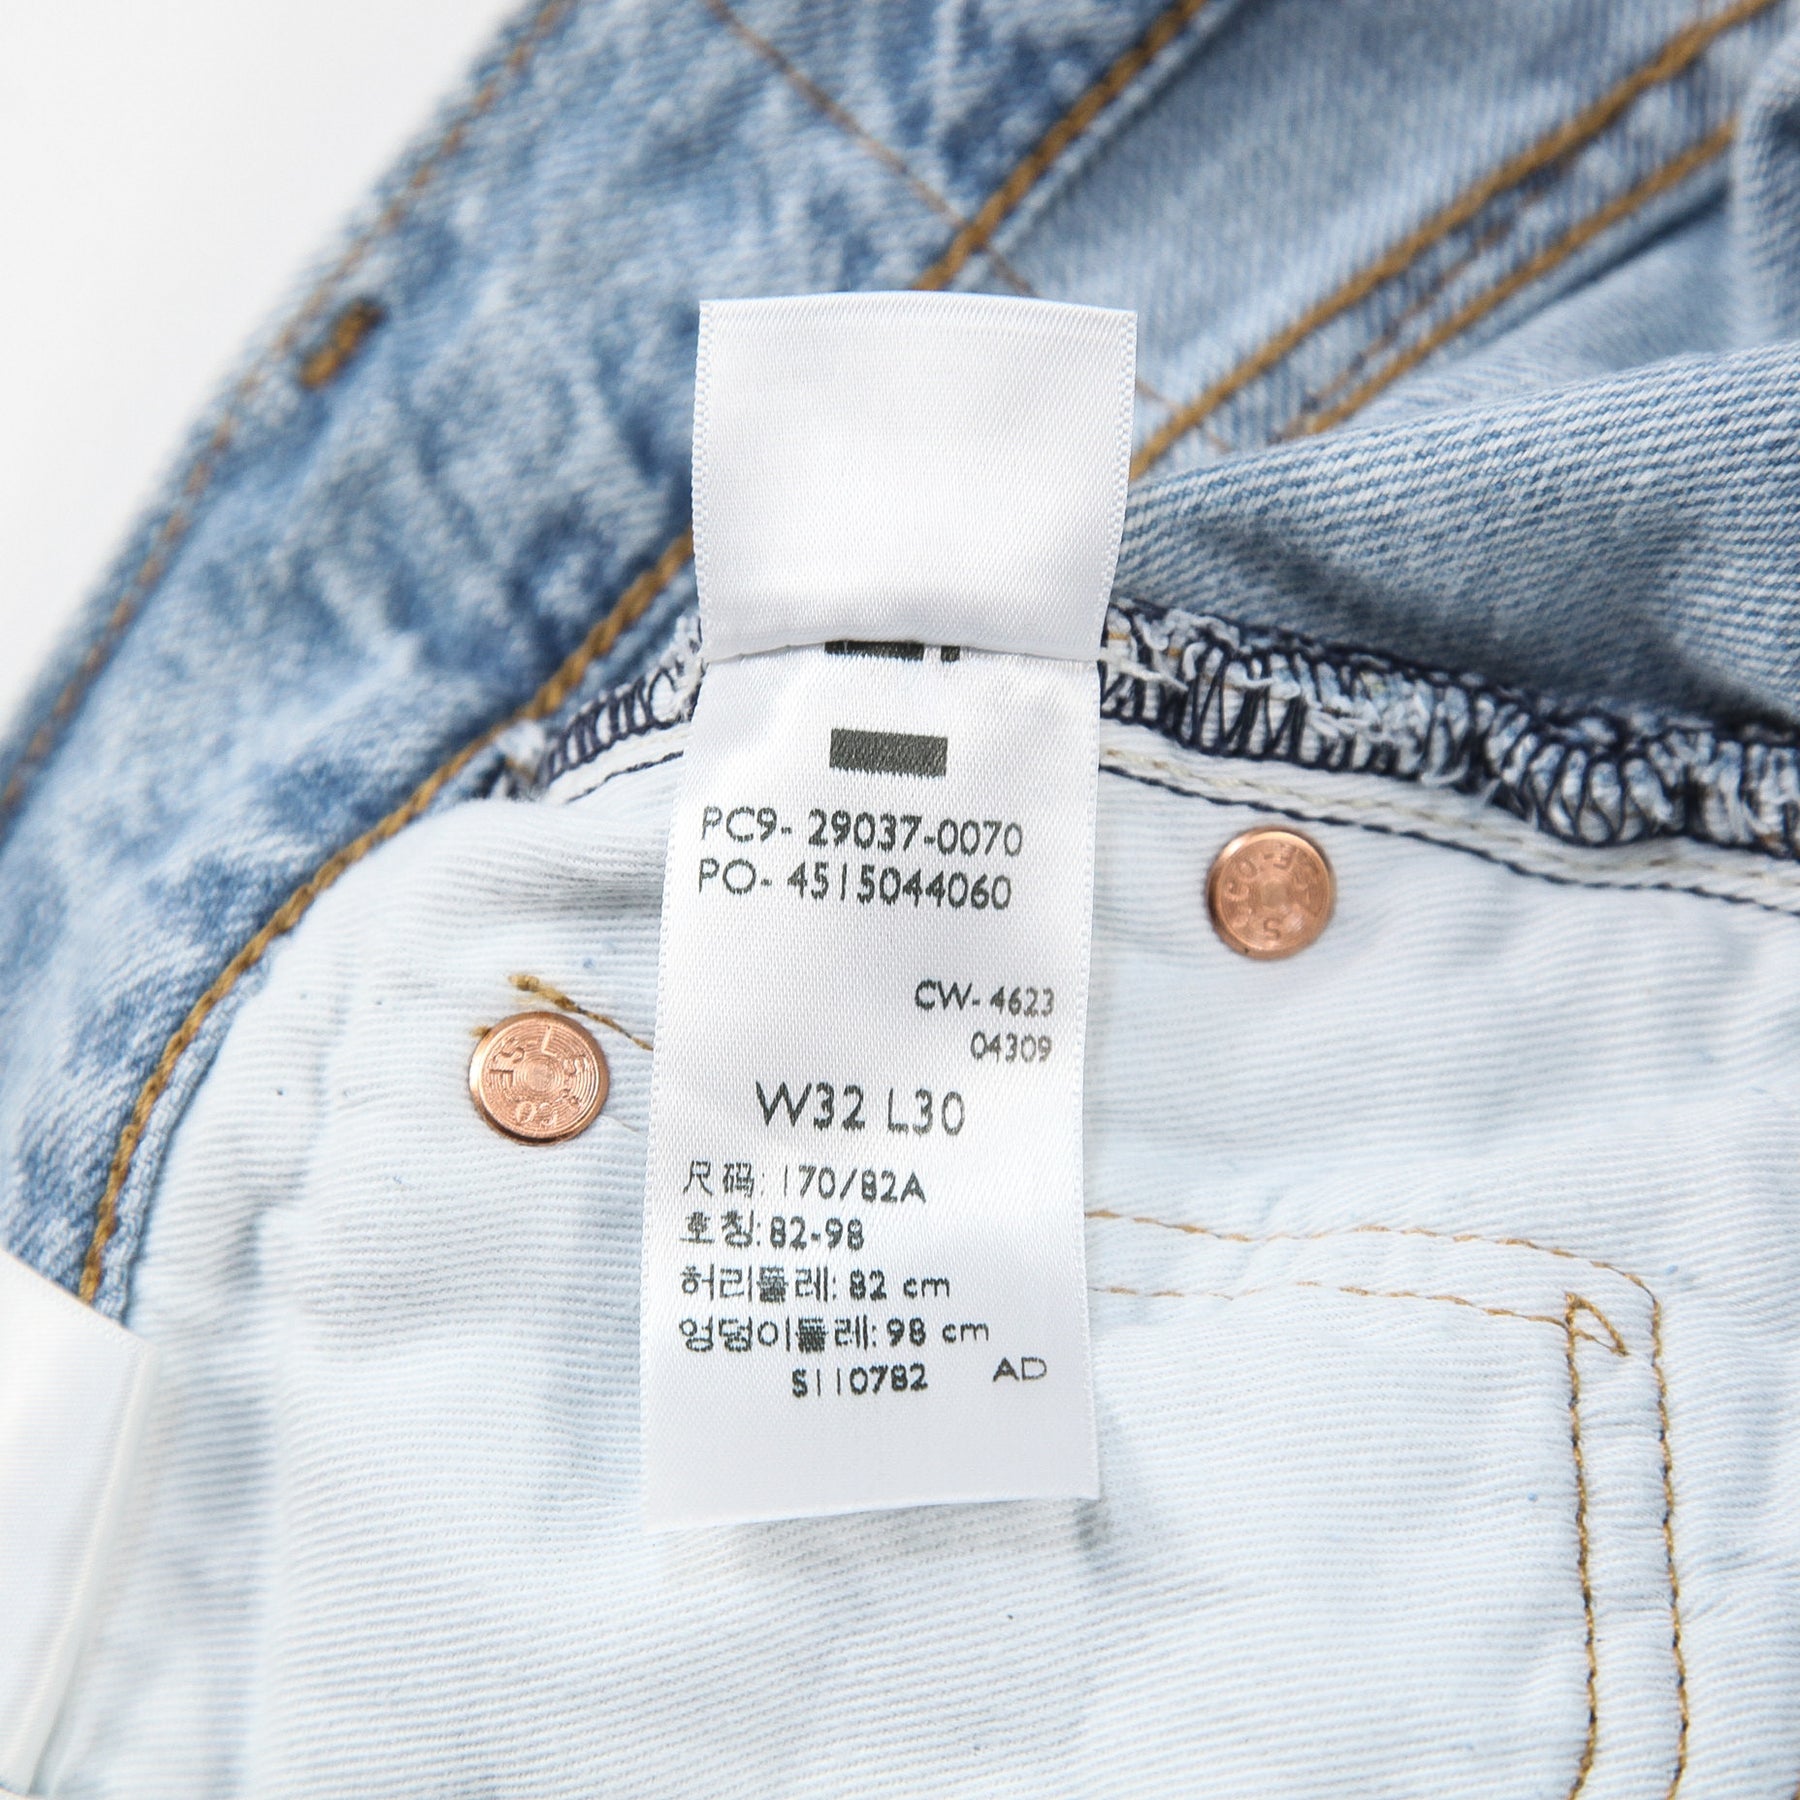 PC9- 29037-0070
PO- 4515044060
CW- 4623
04309
W32 L30
尺码: 170/82A
호칭: 82-98
허리둘레: 82 cm
엉덩이둘레: 98 cm
S110782 AD